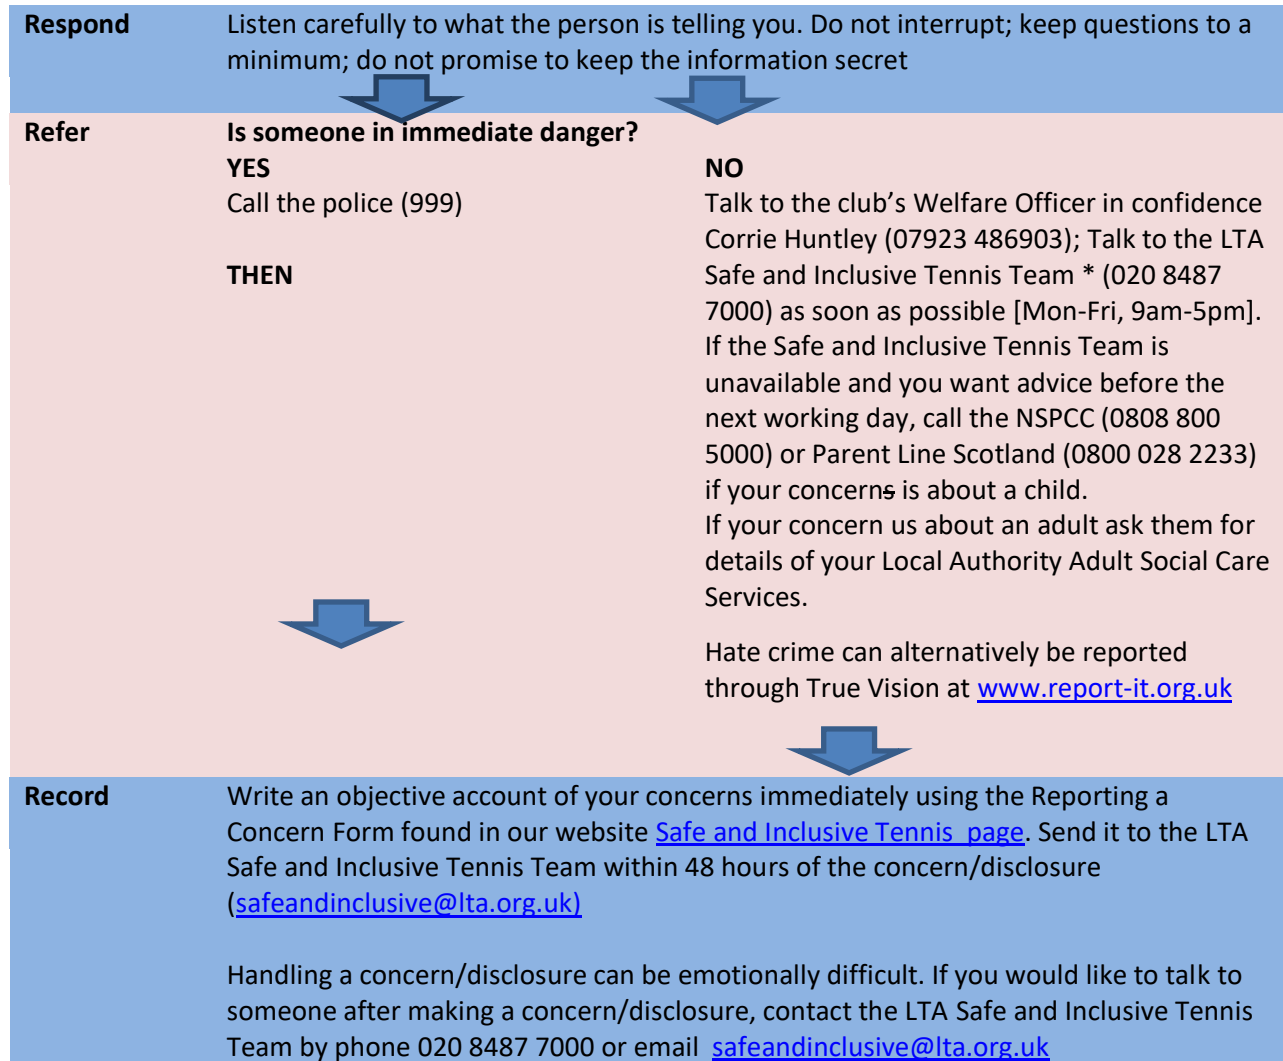 Respond Listen carefully to what the person is telling you. Do not interrupt; keep questions to a
minimum; do not promise to keep the information secret
Refer Is someone in immediate danger?
YES
Call the police (999)
THEN
NO
Talk to the club's Welfare Officer in confidence
Corrie Huntley (07923 486903); Talk to the LTA
Safe and Inclusive Tennis Team * (020 8487
7000) as soon as possible [Mon-Fri, 9am-5pm].
If the Safe and Inclusive Tennis Team is
unavailable and you want advice before the
next working day, call the NSPCC (0808 800
5000) or Parent Line Scotland (0800 028 2233)
if your concerns is about a child.
If your concern us about an adult ask them for
details of your Local Authority Adult Social Care
Services.
Hate crime can alternatively be reported
through True Vision at www.report-it.org.uk
Record Write an objective account of your concerns immediately using the Reporting a
Concern Form found in our website Safe and Inclusive Tennis page. Send it to the LTA
Safe and Inclusive Tennis Team within 48 hours of the concern/disclosure
(safeandinclusive@lta.org.uk)
Handling a concern/disclosure can be emotionally difficult. If you would like to talk to
someone after making a concern/disclosure, contact the LTA Safe and Inclusive Tennis
Team by phone 020 8487 7000 or email safeandinclusive@lta.org.uk